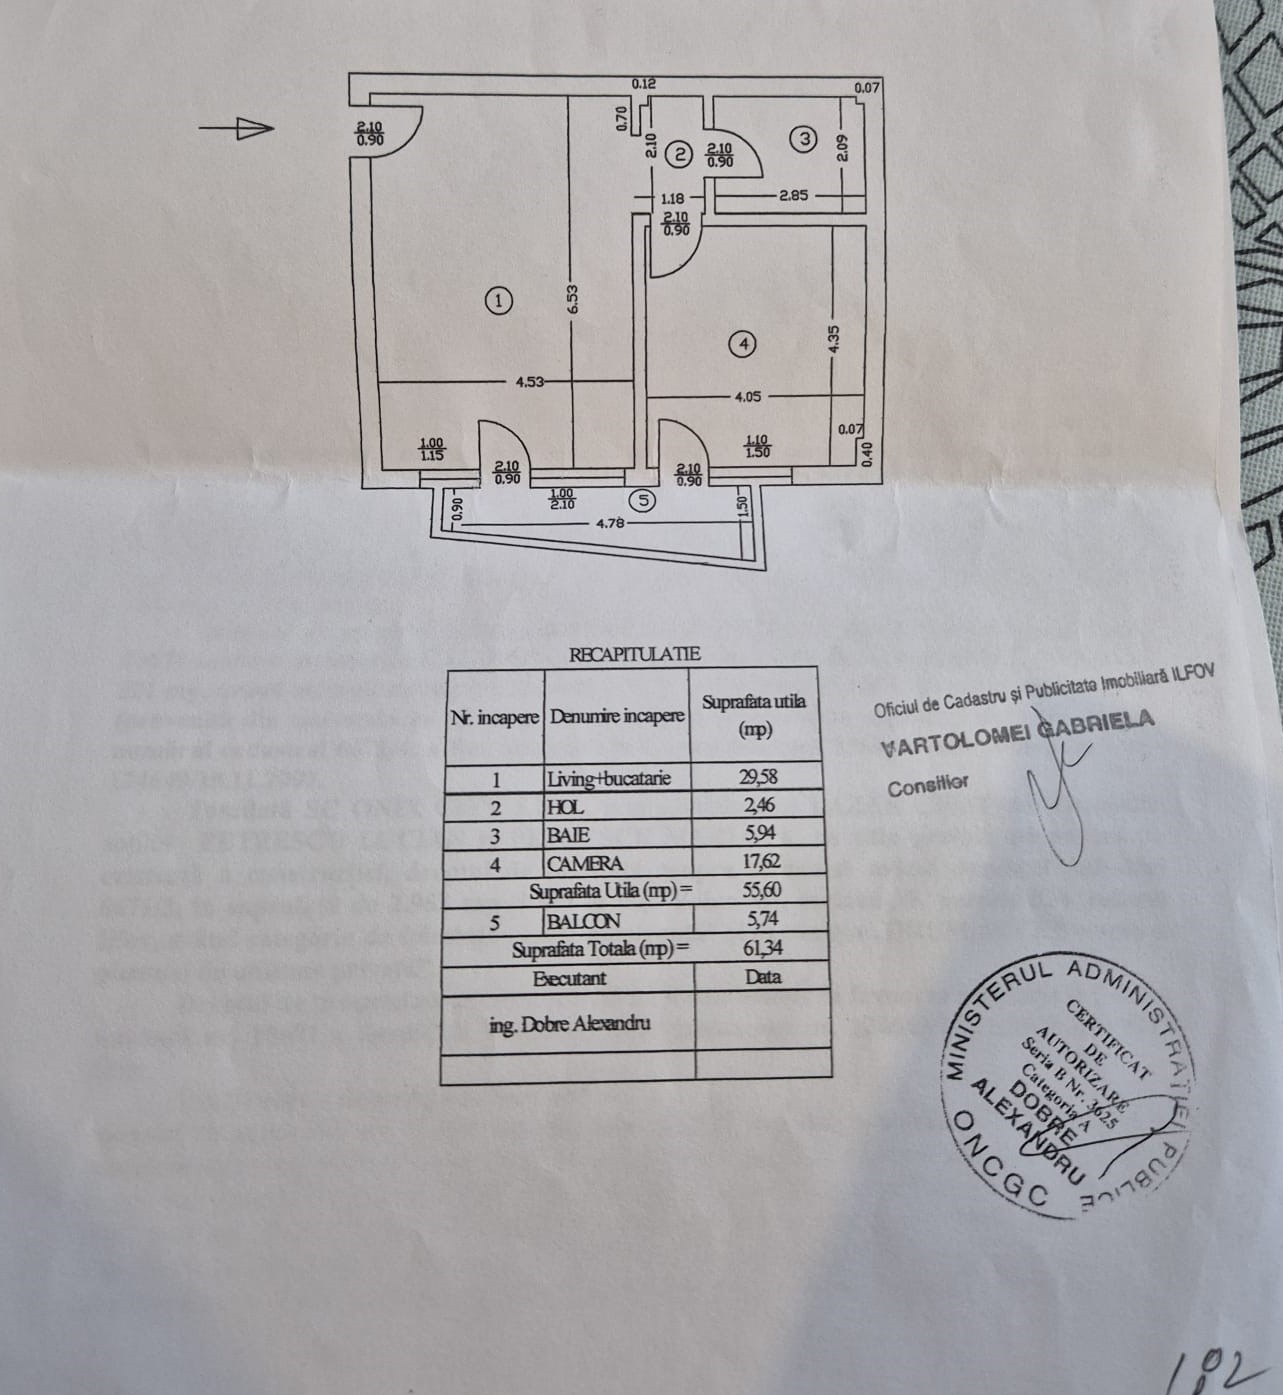 0.12
0.07
2.10
0.90
0.70
2.10
2
2.10
0.90
3
2.09
1.18
2.85
2.10
0.90
1
6.53
4
4.35
4.53
4.05
1.00
1.15
2.10
0.90
1.10
1.50
0.07
0.40
2.10
0.90
0.90
1.00
2.10
5
1.50
4.78
RECAPITULATIE
Nr. incapere Denumire incapere Suprafata utila
(mp)
1 Living+bucatarie 29,58
2 HOL 2,46
3 BAIE 5,94
4 CAMERA 17,62
Suprafata Utila (mp) = 55,60
5 BALCON 5,74
Suprafata Totala (mp) = 61,34
Executant Data
ing. Dobre Alexandru
Oficiul de Cadastru și Publicitate Imobiliară ILFOV
VARTOLOMEI GABRIELA
Consilier
MINISTERUL ADMINISTRAȚIEI PUBLICE
CERTIFICAT
DE
AUTORIZARE
Seria B Nr. 3625
Categoria A
DOBRE
ALEXANDRU
ONCGC